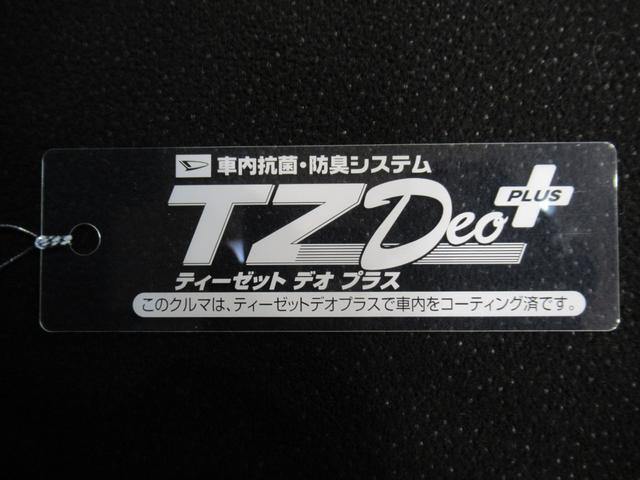 車内抗菌・防臭システム
TZ Deo PLUS
ティーゼット デオ プラス
このクルマは、ティーゼットデオプラスで車内をコーティング済です。